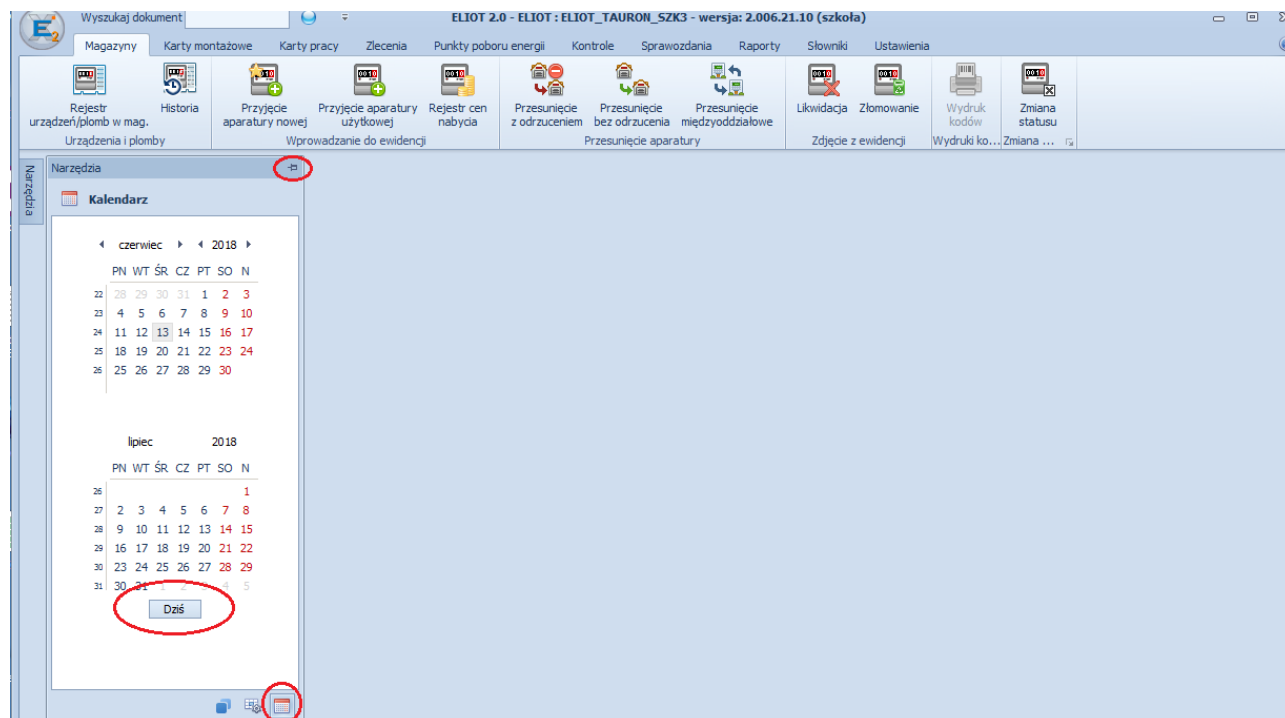 Wyszukaj dokument
ELIOT 2.0 - ELIOT : ELIOT_TAURON_SZK3 - wersja: 2.006.21.10 (szkoła)
E2
Magazyny Karty montażowe Karty pracy Zlecenia Punkty poboru energii Kontrole Sprawozdania Raporty Słowniki Ustawienia
Rejestr urządzeń/plomb w mag.
Historia
Przyjęcie aparatury nowej
Przyjęcie aparatury użytkowej
Rejestr cen nabycia
Przesunięcie z odrzuceniem
Przesunięcie bez odrzucenia
Przesunięcie międzyoddziałowe
Likwidacja
Złomowanie
Wydruk kodów
Zmiana statusu
Urządzenia i plomby Wprowadzanie do ewidencji Przesunięcie aparatury Zdjęcie z ewidencji Wydruki ko... Zmiana ...
Narzędzia
Narzędzia
Kalendarz
czerwiec 2018
PN WT ŚR CZ PT SO N
22 28 29 30 31 1 2 3
23 4 5 6 7 8 9 10
24 11 12 13 14 15 16 17
25 18 19 20 21 22 23 24
26 25 26 27 28 29 30
lipiec 2018
PN WT ŚR CZ PT SO N
26 1
27 2 3 4 5 6 7 8
28 9 10 11 12 13 14 15
29 16 17 18 19 20 21 22
30 23 24 25 26 27 28 29
31 30 31 1 2 3 4 5
Dziś